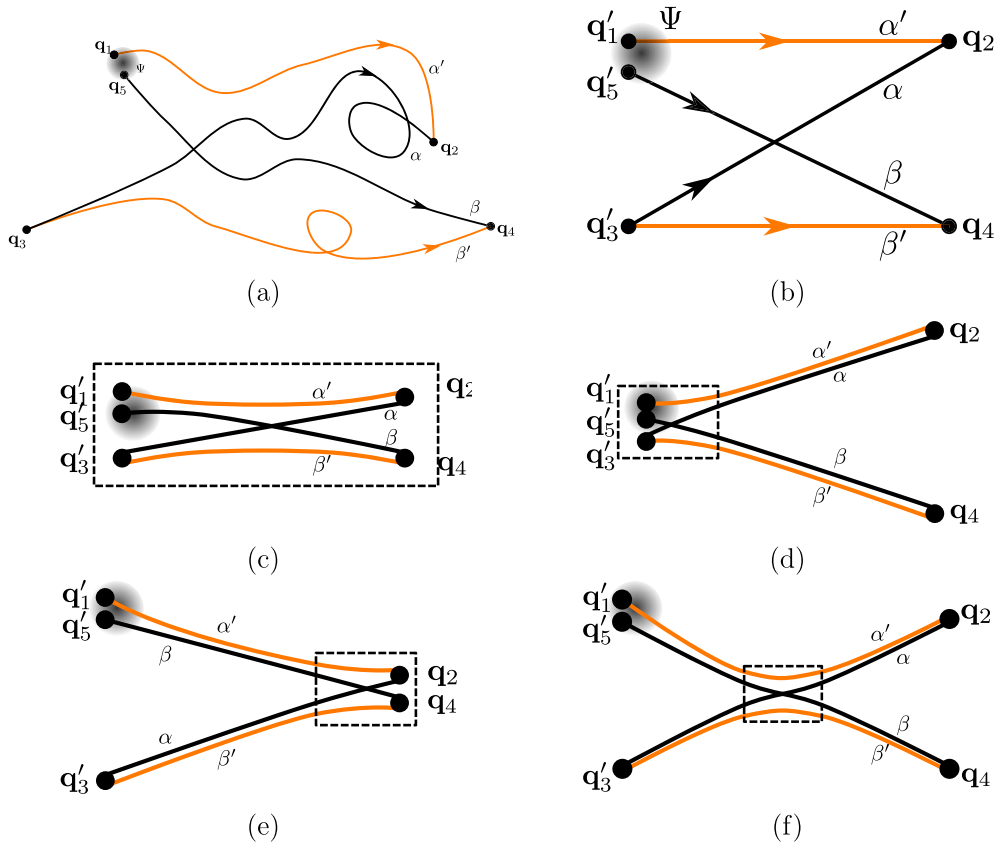 q₁ Ψ q₅ α′ α q₂ q₃ β q₄ β′
(a)
q′₁ Ψ α′ q₂
q′₅ α
β
q′₃ β′ q₄
(b)
q′₁ α′ q₂
q′₅ α
β
q′₃ β′ q₄
(c)
q′₁ α′ q₂
q′₅ α
q′₃ β
β′ q₄
(d)
q′₁ α′
q′₅ β
q₂
q₄
α
q′₃ β′
(e)
q′₁ α′ q₂
q′₅ α
β
q′₃ β′ q₄
(f)